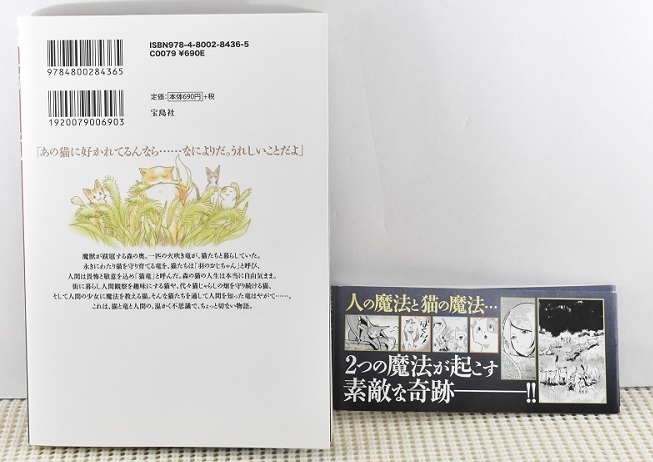 ISBN978-4-8002-8436-5
C0079 ¥690E
9784800284365
定価：本体690円+税
1920079006903
宝島社
「あの猫に好かれてるんなら……なによりだ。うれしいことだよ」
魔獣が跋扈する森の奥。一匹の火吹き竜が、猫たちと暮らしていた。
永きにわたり猫を守り育てる竜を、猫たちは「羽のおじちゃん」と呼び、
人間は畏怖と敬意を込め「猫竜」と呼んだ。森の猫の人生は本当に自由気まま。
街に暮らし人間観察を趣味にする猫や、代々猫じゃらしの畑を守り続ける猫、
そして人間の少女に魔法を教える猫。そんな猫たちを通して人間を知った竜はやがて……。
これは、猫と竜と人間の、温かく不思議で、ちょっと切ない物語。
人の魔法と猫の魔法…
2つの魔法が起こす
素敵な奇跡――!!